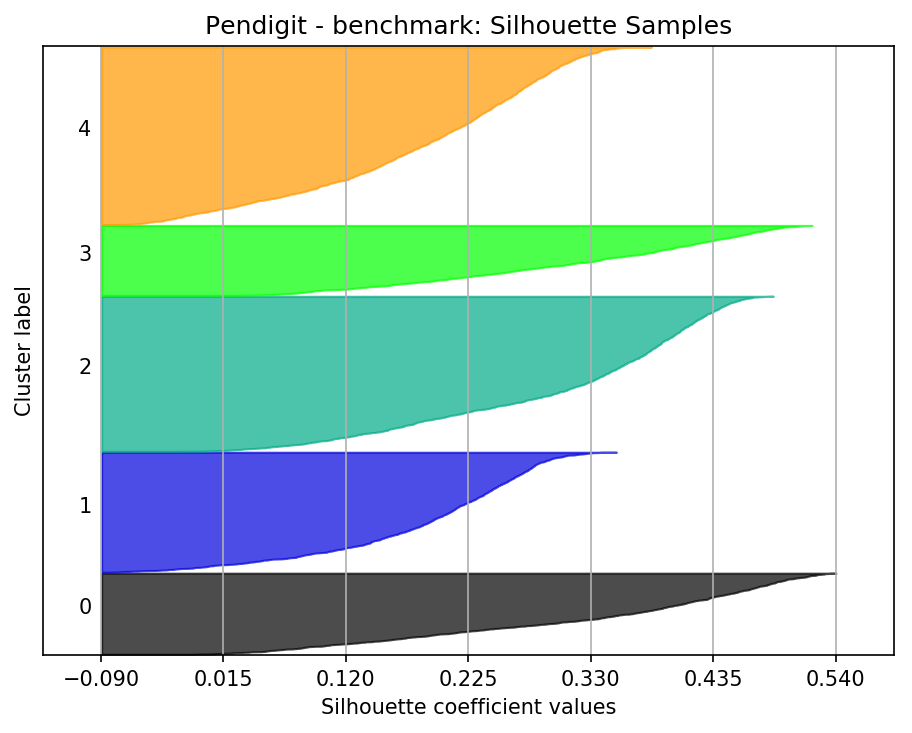 Pendigit - benchmark: Silhouette Samples
4
3
2
1
0
Cluster label
−0.090 0.015 0.120 0.225 0.330 0.435 0.540
Silhouette coefficient values